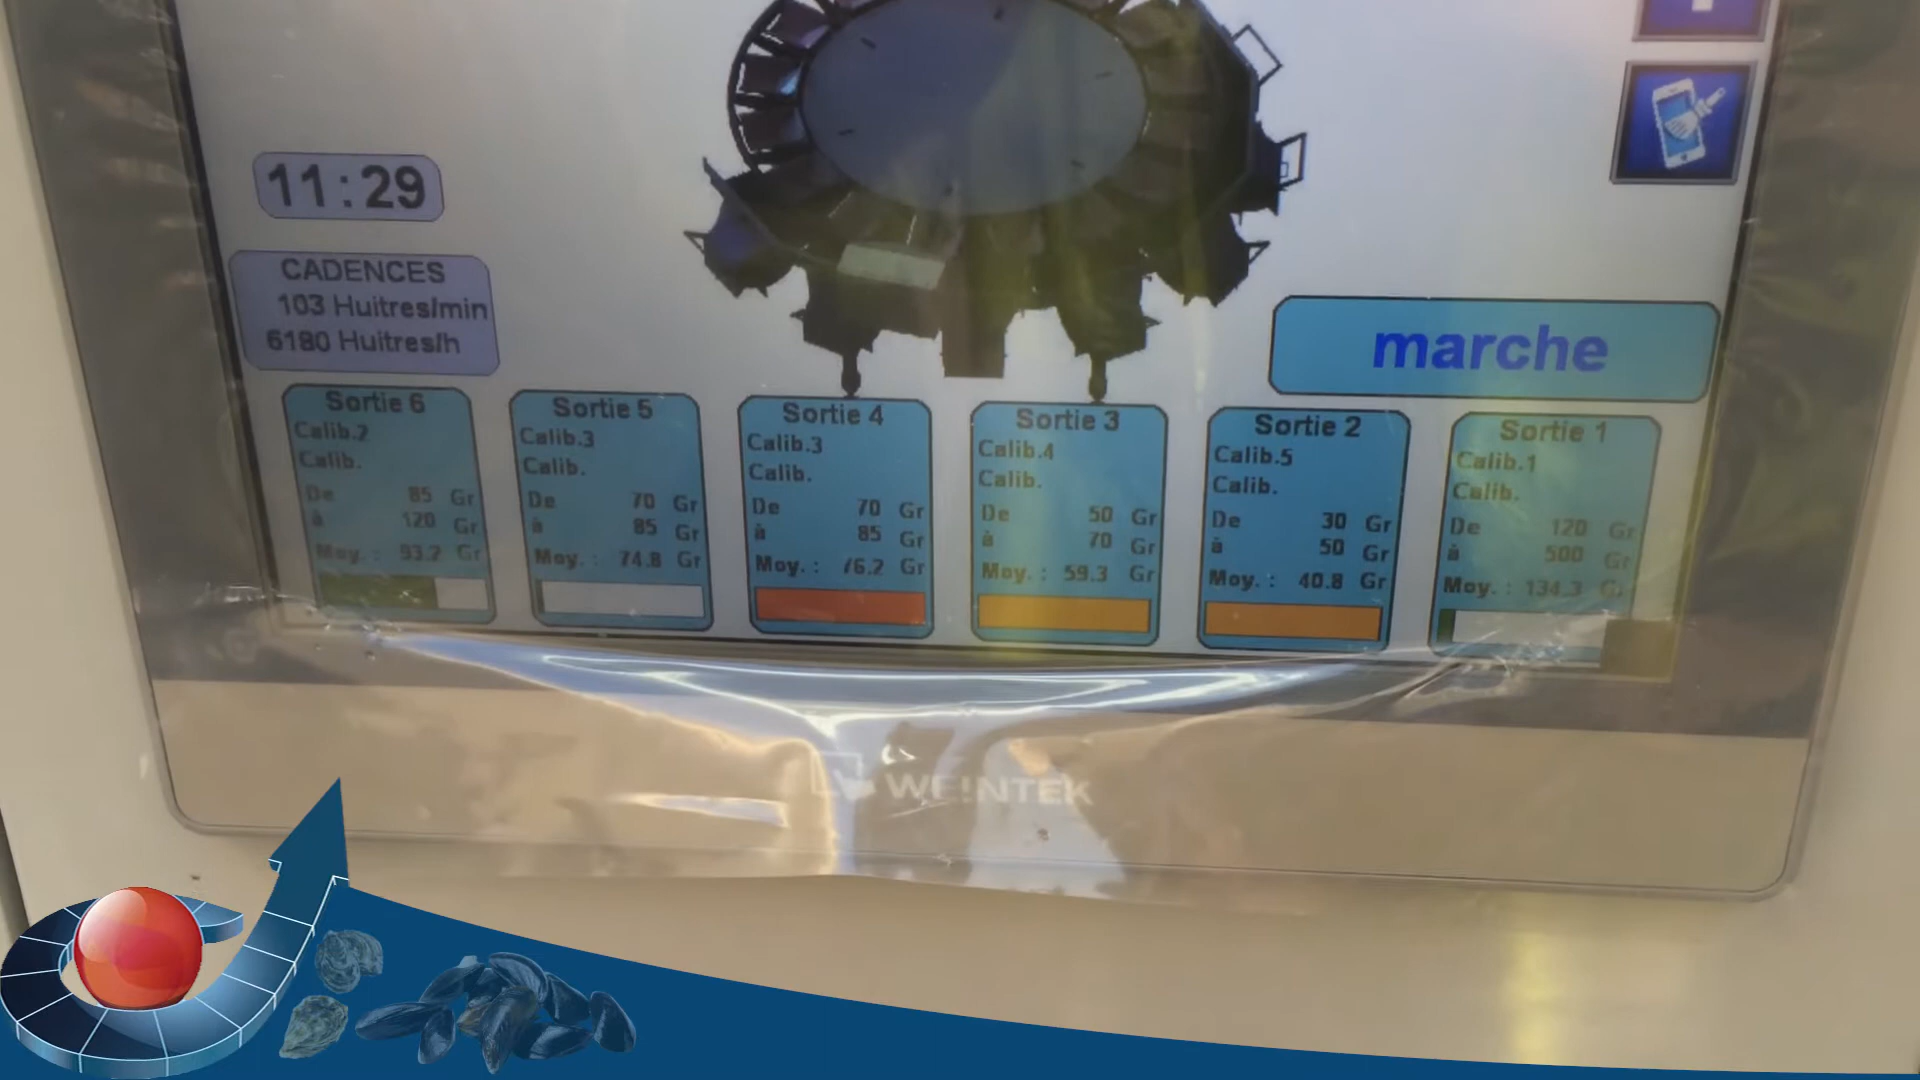 11:29
CADENCES
103 Huitres/min
6180 Huitres/h
marche
Sortie 6
Calib.2
Calib.
De 85 Gr
à 120 Gr
Moy. : 93.2 Gr
Sortie 5
Calib.3
Calib.
De 70 Gr
à 85 Gr
Moy. : 74.8 Gr
Sortie 4
Calib.3
Calib.
De 70 Gr
à 85 Gr
Moy. : 76.2 Gr
Sortie 3
Calib.4
Calib.
De 50 Gr
à 70 Gr
Moy. : 59.3 Gr
Sortie 2
Calib.5
Calib.
De 30 Gr
à 50 Gr
Moy. : 40.8 Gr
Sortie 1
Calib.1
Calib.
De 120 Gr
à 500 Gr
Moy. : 134.3 Gr
WEINTEK